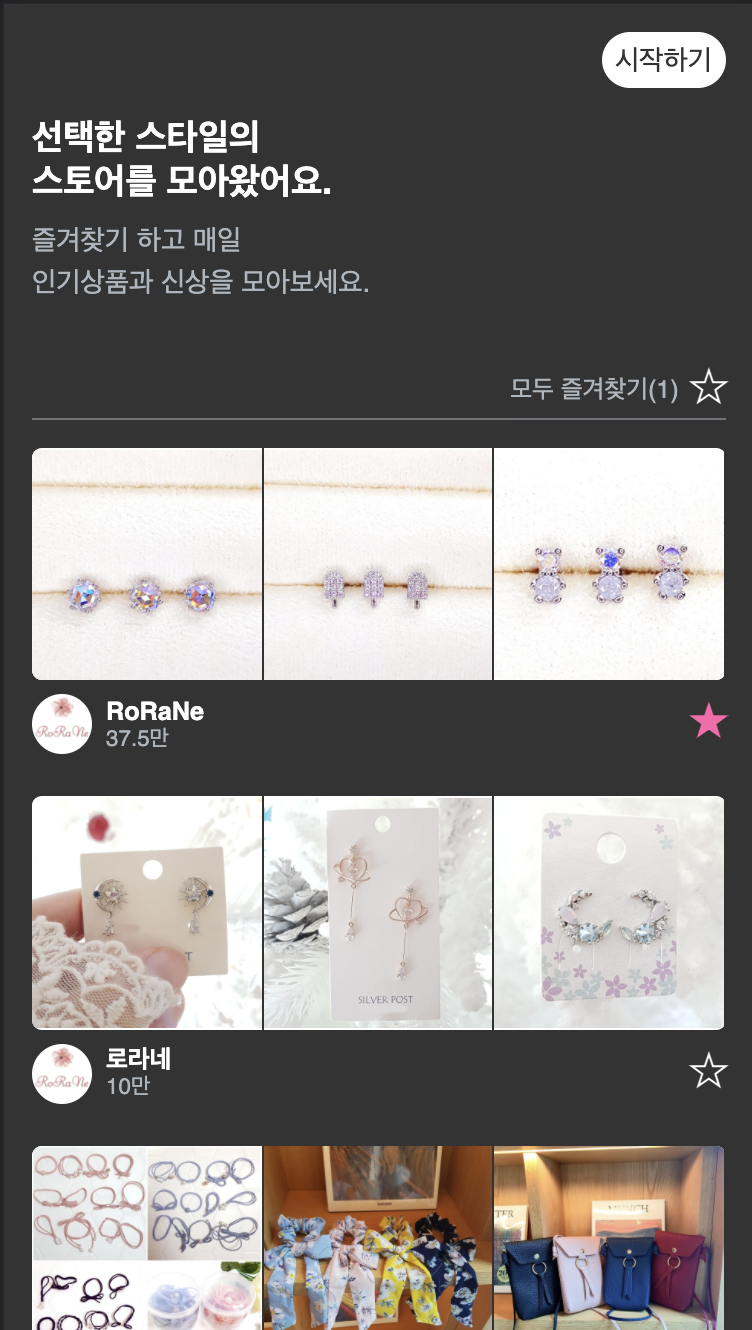 시작하기
선택한 스타일의
스토어를 모아왔어요.
즐겨찾기 하고 매일
인기상품과 신상을 모아보세요.
모두 즐겨찾기(1)
RoRaNe
RoRaNe
37.5만
T
SILVER POST
RoRaNe
로라네
10만
TER
MUNCH